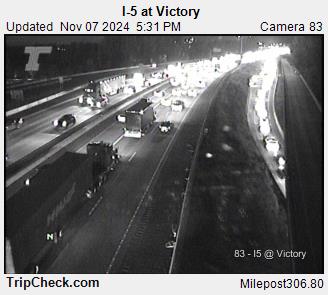 I-5 at Victory
Updated Nov 07 2024 5:31 PM Camera 83
N
83 - I5 @ Victory
TripCheck.com Milepost306.80